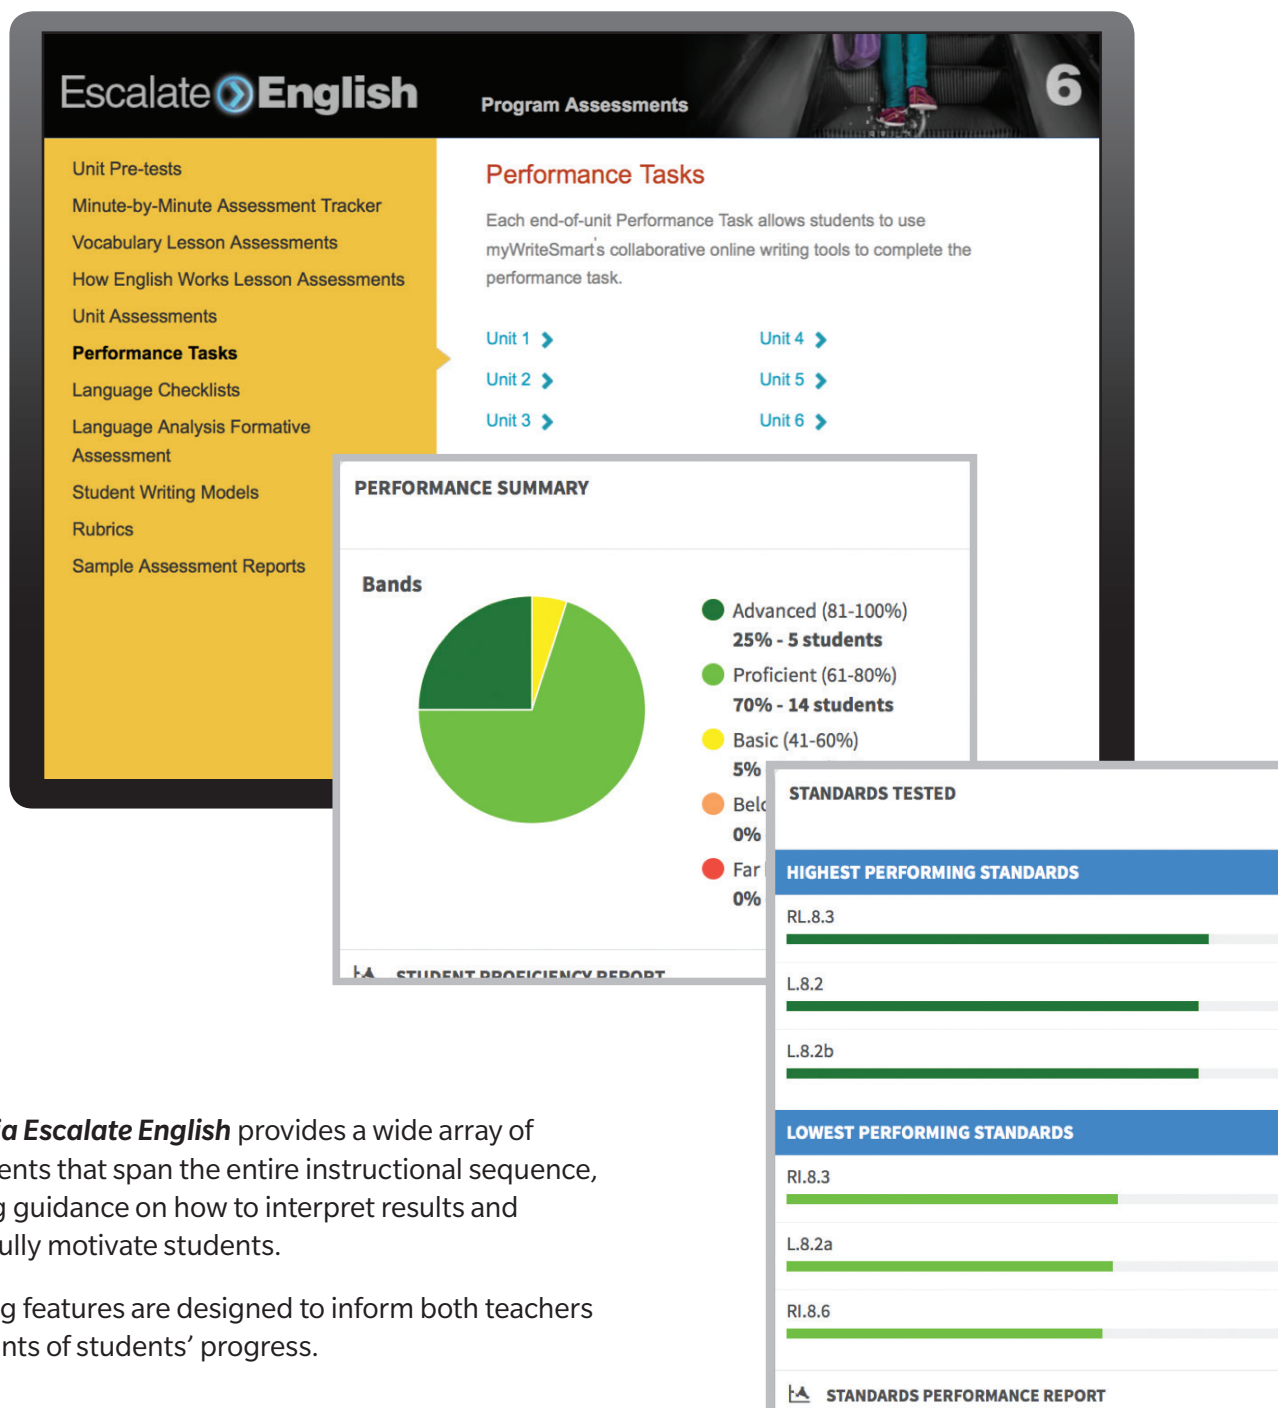 Escalate English
Program Assessments
6
Unit Pre-tests
Minute-by-Minute Assessment Tracker
Vocabulary Lesson Assessments
How English Works Lesson Assessments
Unit Assessments
Performance Tasks
Language Checklists
Language Analysis Formative
Assessment
Student Writing Models
Rubrics
Sample Assessment Reports
Performance Tasks
Each end-of-unit Performance Task allows students to use
myWriteSmart's collaborative online writing tools to complete the
performance task.
Unit 1
Unit 2
Unit 3
Unit 4
Unit 5
Unit 6
PERFORMANCE SUMMARY
Bands
Advanced (81-100%)
25% - 5 students
Proficient (61-80%)
70% - 14 students
Basic (41-60%)
5%
0%
Far
0%
STUDENT PROFICIENCY REPORT
STANDARDS TESTED
HIGHEST PERFORMING STANDARDS
RL.8.3
L.8.2
L.8.2b
LOWEST PERFORMING STANDARDS
RI.8.3
L.8.2a
RI.8.6
STANDARDS PERFORMANCE REPORT
ia Escalate English provides a wide array of
ents that span the entire instructional sequence,
g guidance on how to interpret results and
fully motivate students.
g features are designed to inform both teachers
nts of students' progress.